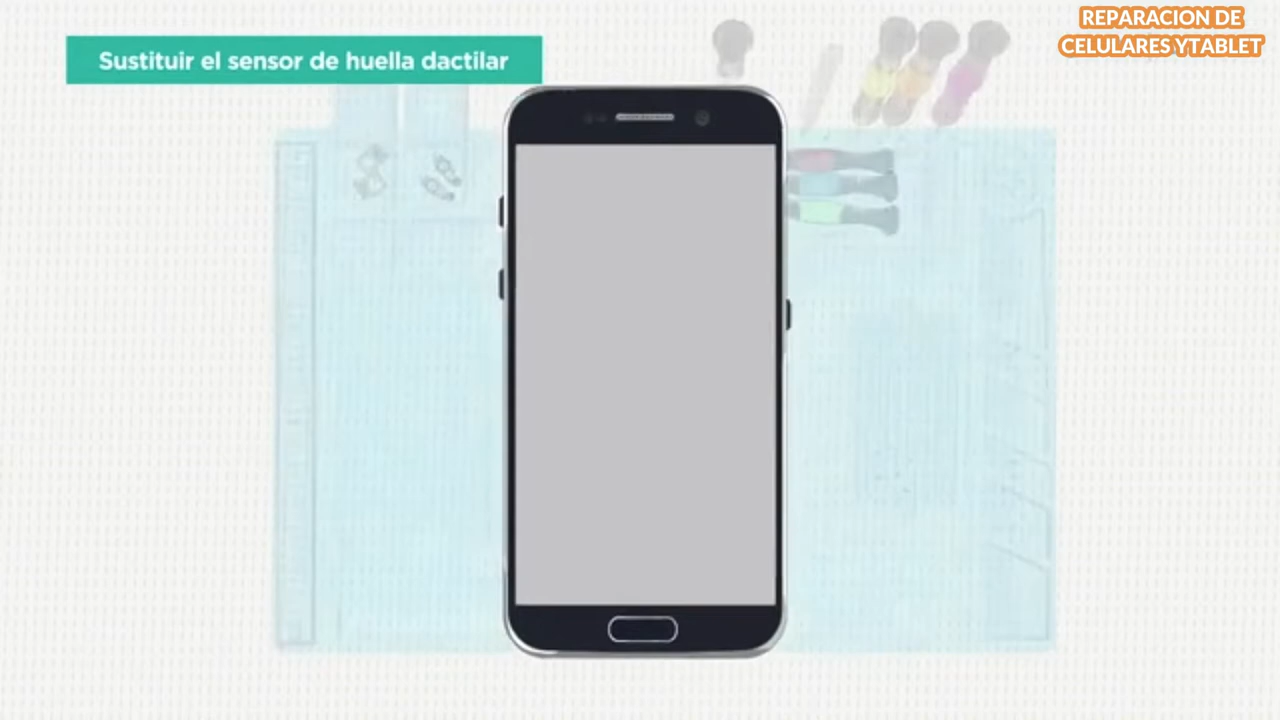 REPARACION DE
CELULARES YTABLET
Sustituir el sensor de huella dactilar